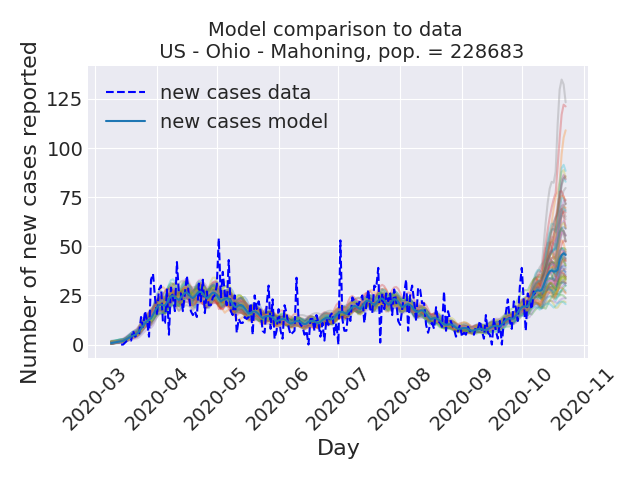 Model comparison to data
US - Ohio - Mahoning, pop. = 228683
Number of new cases reported
125
100
75
50
25
0
new cases data
new cases model
2020-03
2020-04
2020-05
2020-06
2020-07
2020-08
2020-09
2020-10
2020-11
Day